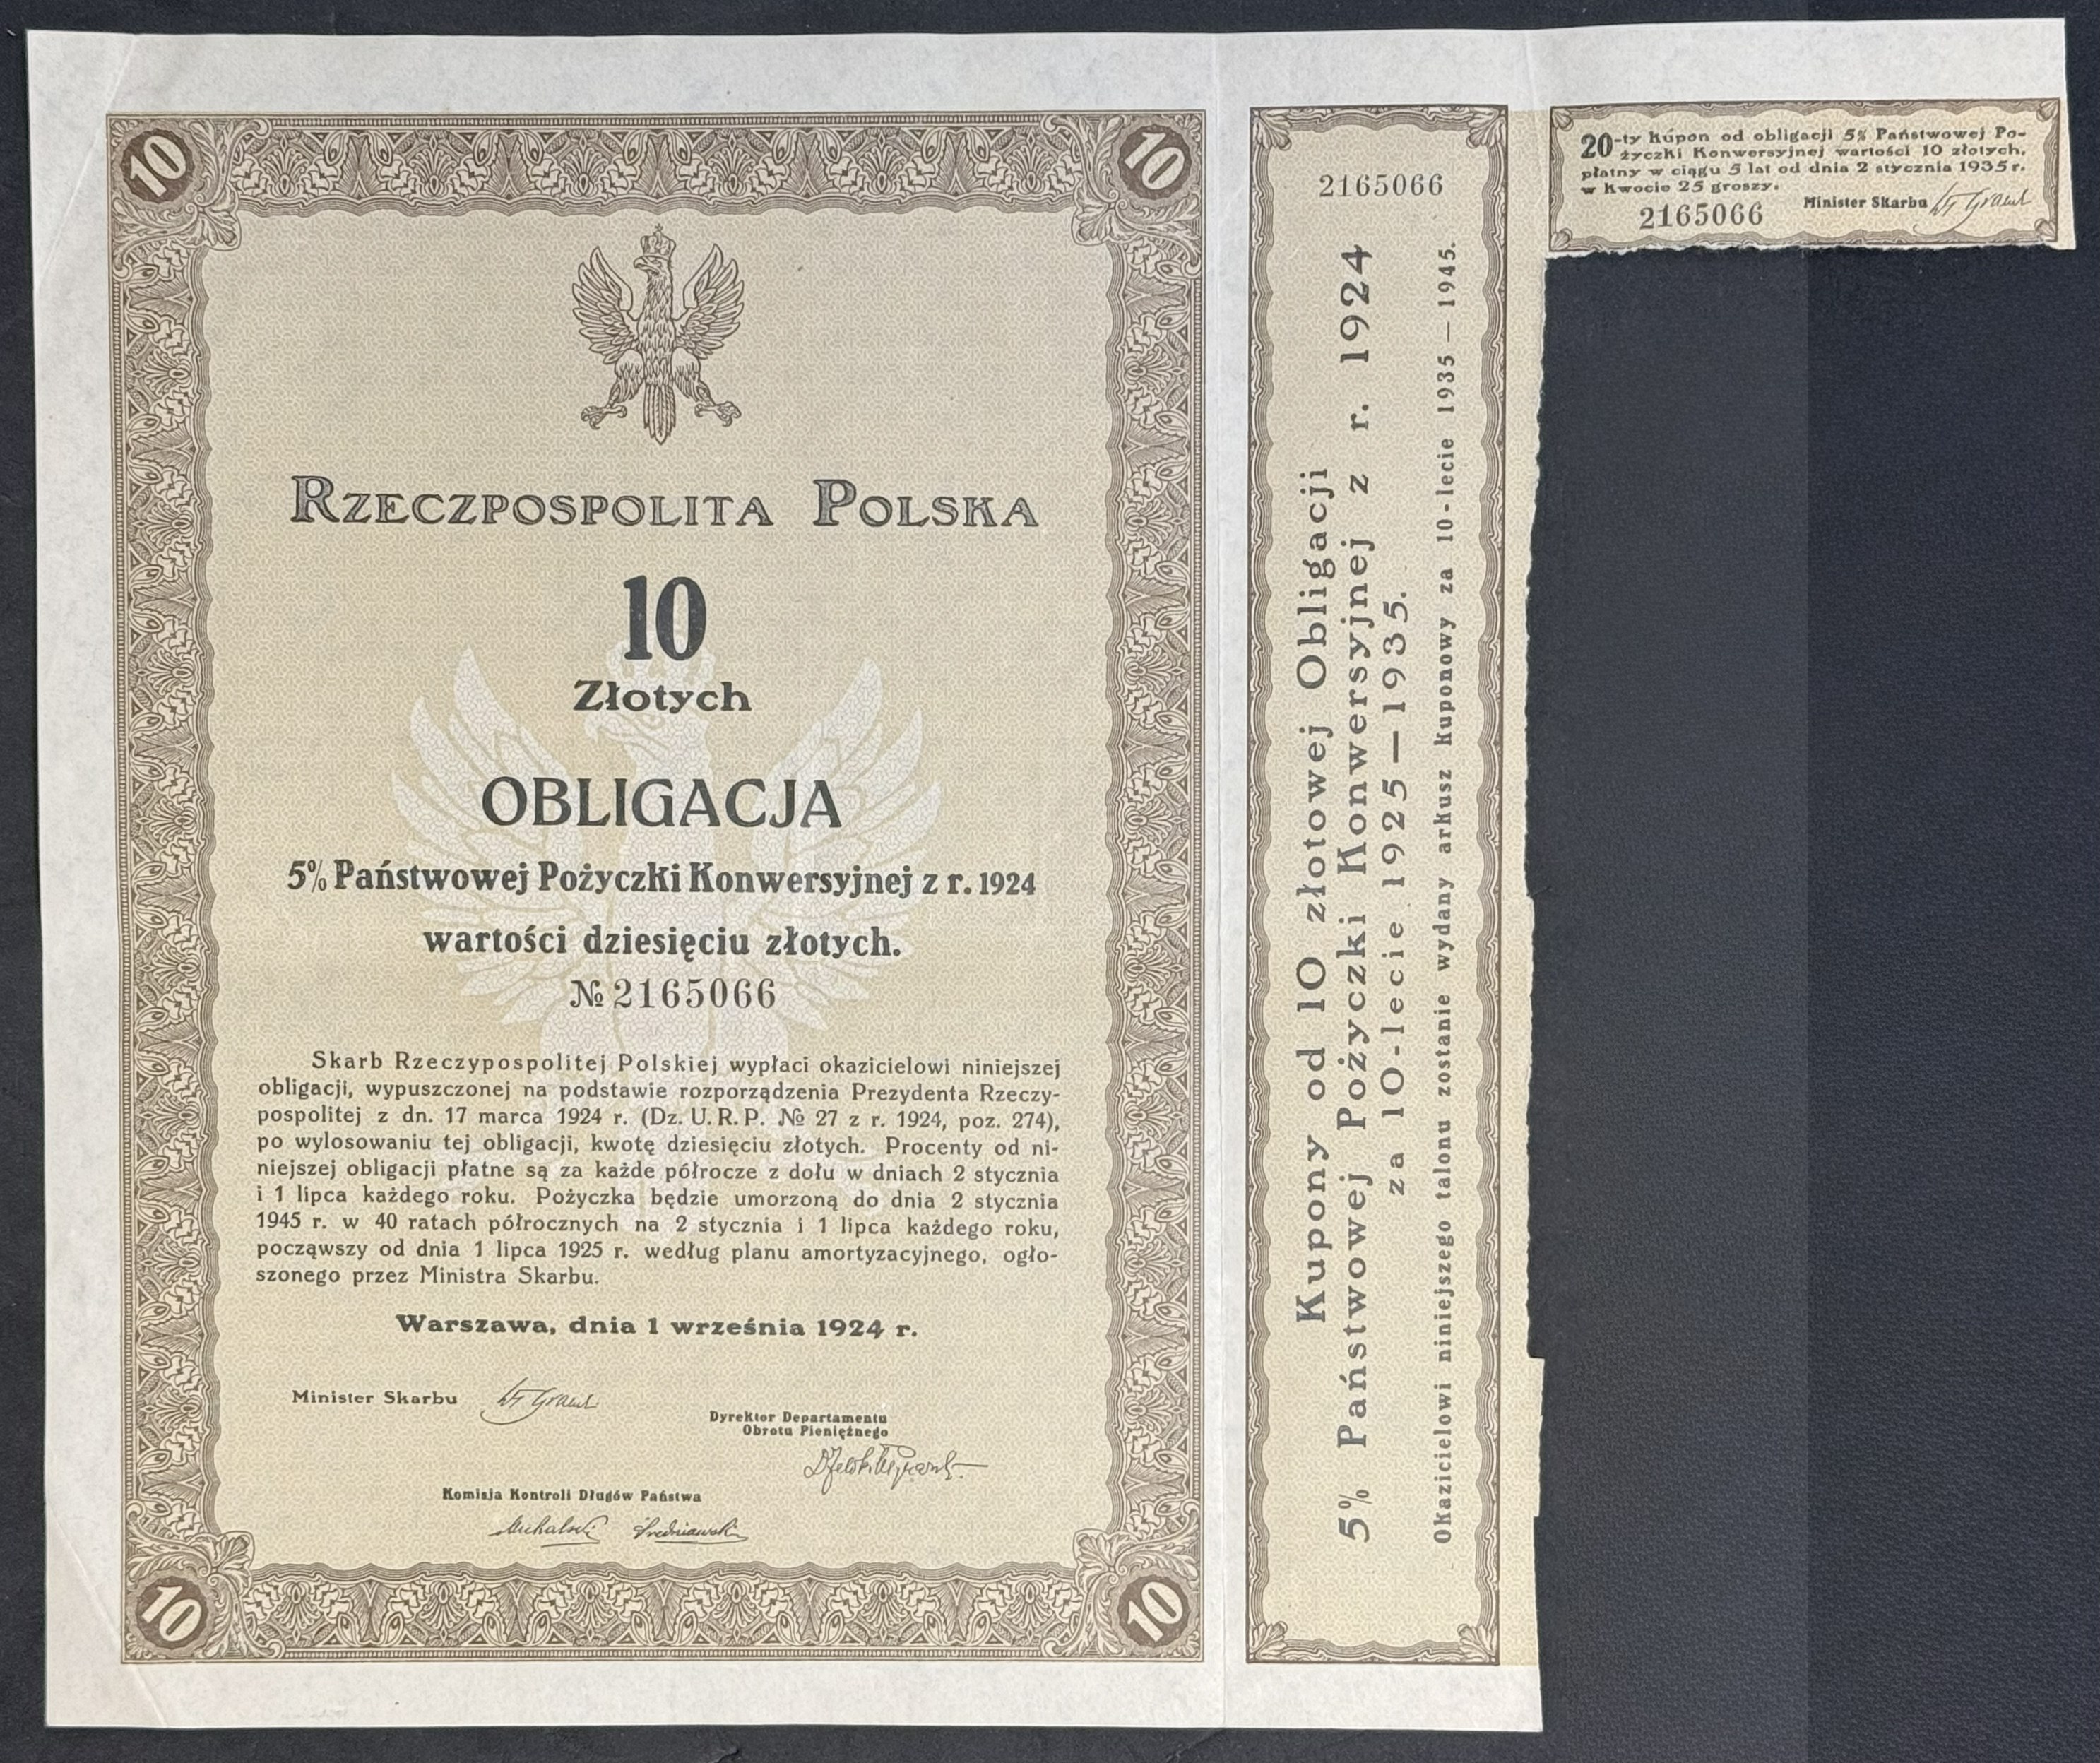 10
10
RZECZPOSPOLITA POLSKA
10
Złotych
OBLIGACJA
5% Państwowej Pożyczki Konwersyjnej z r. 1924
wartości dziesięciu złotych.
№ 2165066
Skarb Rzeczypospolitej Polskiej wypłaci okazicielowi niniejszej
obligacji, wypuszczonej na podstawie rozporządzenia Prezydenta Rzeczy-
pospolitej z dn. 17 marca 1924 r. (Dz. U. R. P. № 27 z r. 1924, poz. 274),
po wylosowaniu tej obligacji, kwotę dziesięciu złotych. Procenty od ni-
niejszej obligacji płatne są za każde półrocze z dołu w dniach 2 stycznia
i 1 lipca każdego roku. Pożyczka będzie umorzoną do dnia 2 stycznia
1945 r. w 40 ratach półrocznych na 2 stycznia i 1 lipca każdego roku,
począwszy od dnia 1 lipca 1925 r. według planu amortyzacyjnego, ogło-
szonego przez Ministra Skarbu.
Warszawa, dnia 1 września 1924 r.
Minister Skarbu
Dyrektor Departamentu
Obrotu Pieniężnego
Komisja Kontroli Długów Państwa
Michalski Średniawski
10
10
2165066
Kupony od 10 złotowej Obligacji
5% Państwowej Pożyczki Konwersyjnej z r. 1924
za 10-lecie 1925—1935.
Okazicielowi niniejszego talonu zostanie wydany arkusz kuponowy za 10-lecie 1935 — 1945.
20-ty kupon od obligacji 5% Państwowej Po-
życzki Konwersyjnej wartości 10 złotych,
płatny w ciągu 5 lat od dnia 2 stycznia 1935 r.
w kwocie 25 groszy.
Minister Skarbu
2165066